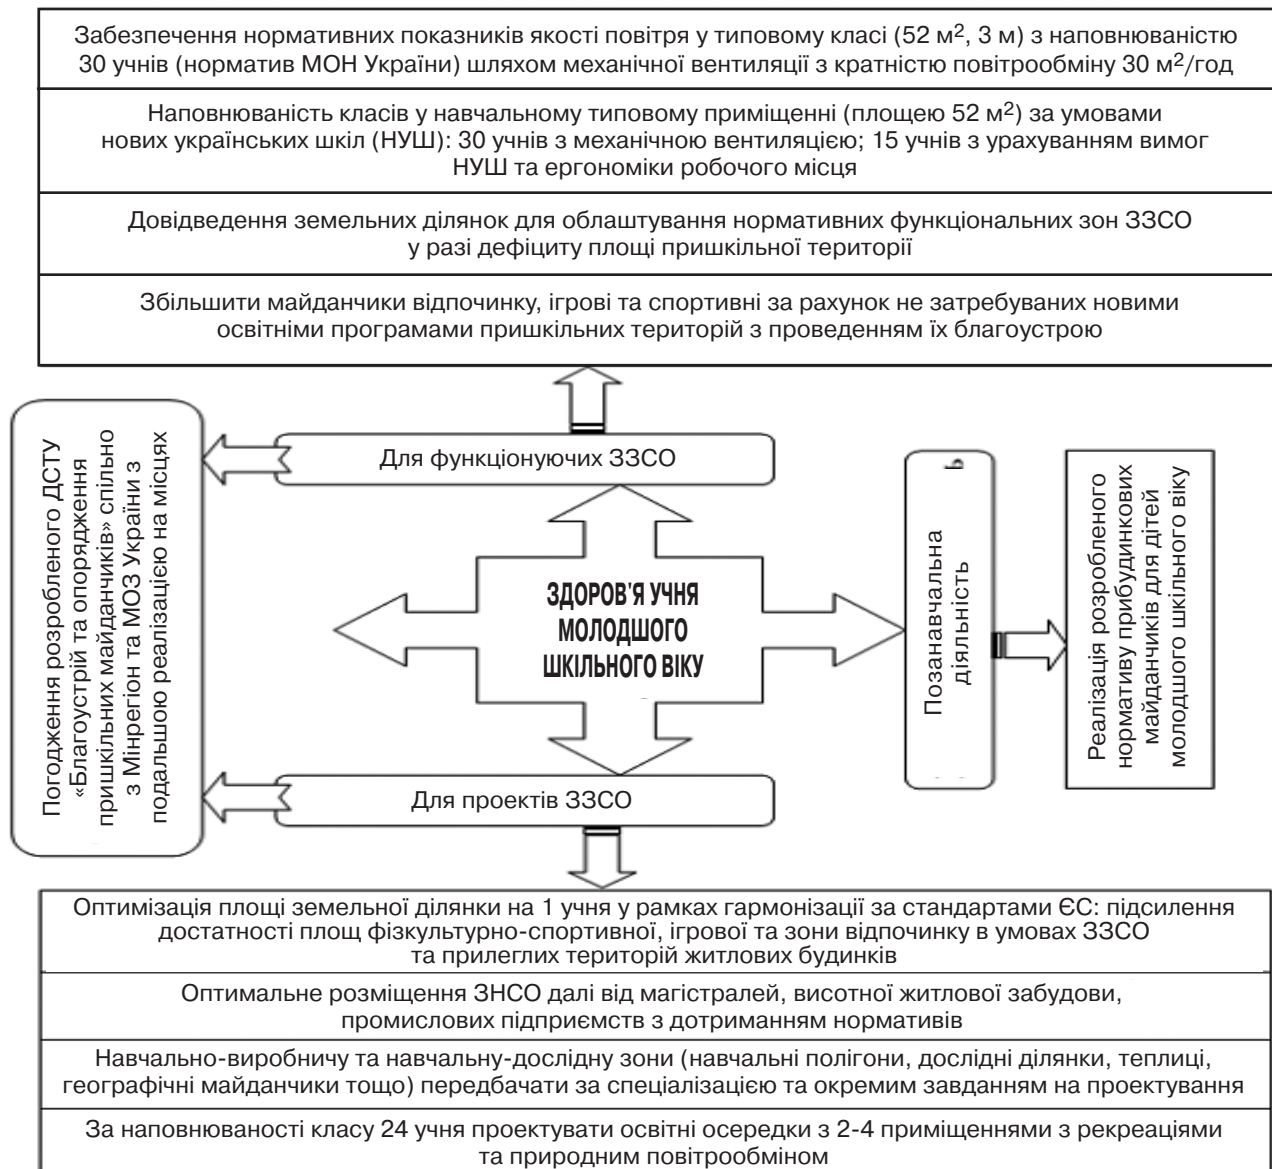 Забезпечення нормативних показників якості повітря у типовому класі (52 м², 3 м) з наповнюваністю
30 учнів (норматив МОН України) шляхом механічної вентиляції з кратністю повітрообміну 30 м²/год
Наповнюваність класів у навчальному типовому приміщенні (площею 52 м²) за умовами
нових українських шкіл (НУШ): 30 учнів з механічною вентиляцією; 15 учнів з урахуванням вимог
НУШ та ергономіки робочого місця
Довідведення земельних ділянок для облаштування нормативних функціональних зон ЗЗСО
у разі дефіциту площі пришкільної території
Збільшити майданчики відпочинку, ігрові та спортивні за рахунок не затребуваних новими
освітніми програмами пришкільних територій з проведенням їх благоустрою
Погодження розробленого ДСТУ
«Благоустрій та опорядження
пришкільних майданчиків» спільно
з Мінрегіон та МОЗ України з
подальшою реалізацією на місцях
Для функціонуючих ЗЗСО
ЗДОРОВ'Я УЧНЯ
МОЛОДШОГО
ШКІЛЬНОГО ВІКУ
Позанавчальна
діяльність
ь
Реалізація розробленого
нормативу прибудинкових
майданчиків для дітей
молодшого шкільного віку
Для проектів ЗЗСО
Оптимізація площі земельної ділянки на 1 учня у рамках гармонізації за стандартами ЄС: підсилення
достатності площ фізкультурно-спортивної, ігрової та зони відпочинку в умовах ЗЗСО
та прилеглих територій житлових будинків
Оптимальне розміщення ЗНСО далі від магістралей, висотної житлової забудови,
промислових підприємств з дотриманням нормативів
Навчально-виробничу та навчальну-дослідну зони (навчальні полігони, дослідні ділянки, теплиці,
географічні майданчики тощо) передбачати за спеціалізацією та окремим завданням на проектування
За наповнюваності класу 24 учня проектувати освітні осередки з 2-4 приміщеннями з рекреаціями
та природним повітрообміном